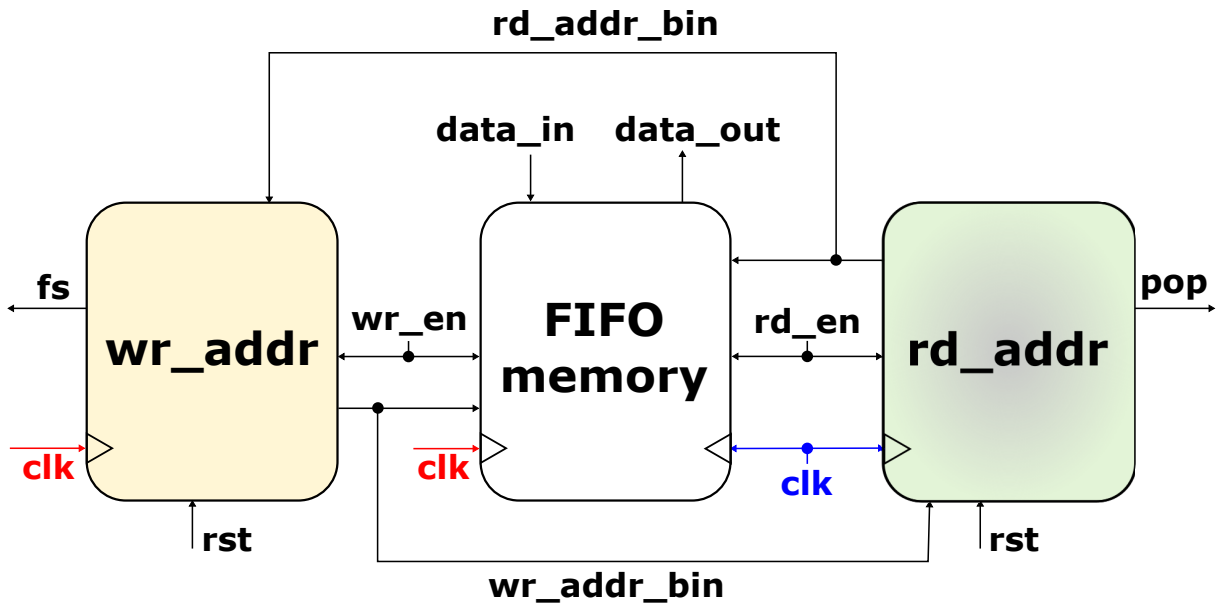 rd_addr_bin
data_in
data_out
fs
wr_addr
wr_en
FIFO
memory
rd_en
rd_addr
pop
clk
clk
clk
rst
rst
wr_addr_bin